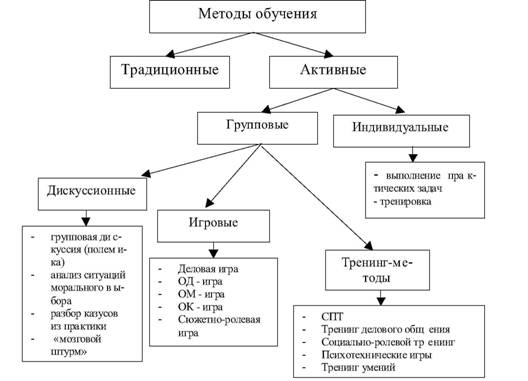 Методы обучения
Традиционные
Активные
Групповые
Индивидуальные
- выполнение пра к-
тических задач
- тренировка
Дискуссионные
Игровые
Тренинг-ме-
тоды
- групповая ди с-
куссия (полем и-
ка)
- анализ ситуаций
морального в ы-
бора
- разбор казусов
из практики
- «мозговой
штурм»
- Деловая игра
- ОД - игра
- ОМ - игра
- ОК - игра
- Сюжетно-ролевая
игра
- СПТ
- Тренинг делового общ ения
- Социально-ролевой тр енинг
- Психотехнические игры
- Тренинг умений